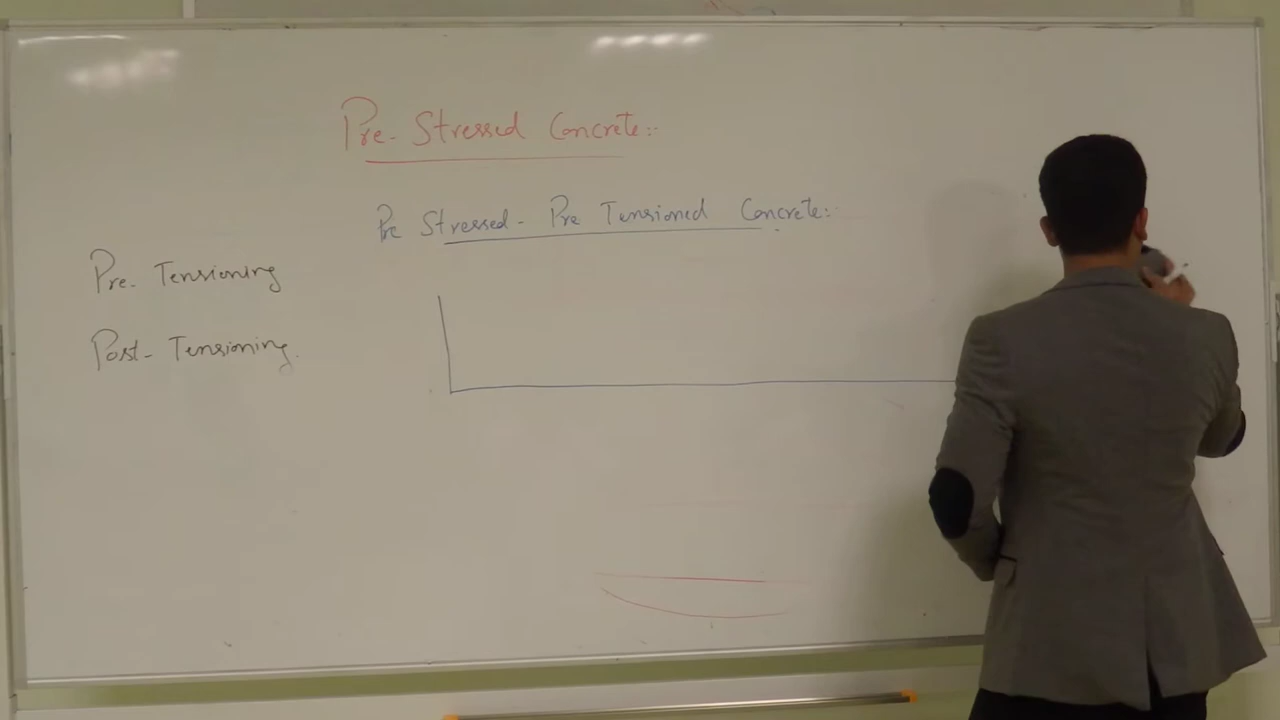 Pre- Stressed Concrete:-
Pre Stressed- Pre Tensioned Concrete:
Pre- Tensioning
Post- Tensioning.